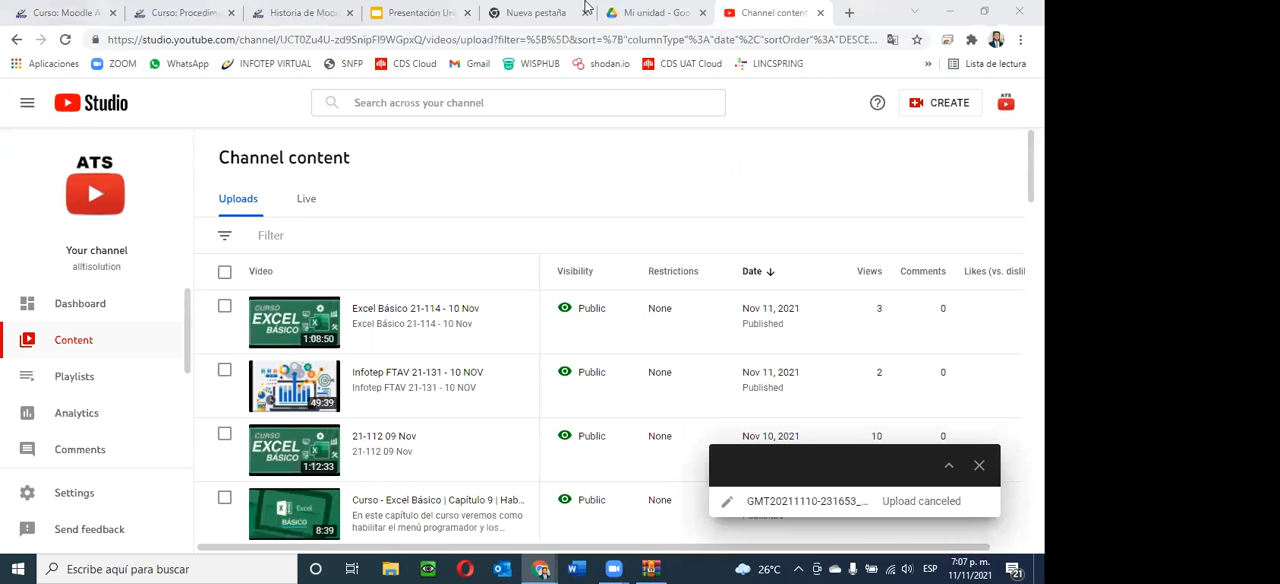 Curso: Moodle A
Curso: Procedim
Historia de Mooc
Presentación Uni
Nueva pestaña
Mi unidad - Goo
Channel content
https://studio.youtube.com/channel/UCT0Zu4U-zd9SnipFI9WGpxQ/videos/upload?filter=%5B%5D&sort=%7B"columnType"%3A"date"%2C"sortOrder"%3A"DESCE...
Aplicaciones
ZOOM
WhatsApp
INFOTEP VIRTUAL
SNFP
CDS Cloud
Gmail
WISPHUB
shodan.io
CDS UAT Cloud
LINCSPRING
»
Lista de lectura
Studio
Search across your channel
CREATE
ATS
ATS
Your channel
alltisolution
Dashboard
Content
Playlists
Analytics
Comments
Settings
Send feedback
Channel content
Uploads
Live
Filter
Video
Visibility
Restrictions
Date
Views
Comments
Likes (vs. disli
CURSO
EXCEL
BÁSICO
1:08:50
Excel Básico 21-114 - 10 Nov
Excel Básico 21-114 - 10 Nov
Public
None
Nov 11, 2021
Published
3
0
49:39
Infotep FTAV 21-131 - 10 NOV
Infotep FTAV 21-131 - 10 NOV
Public
None
Nov 11, 2021
Published
2
0
CURSO
EXCEL
BÁSICO
1:12:33
21-112 09 Nov
21-112 09 Nov
Public
None
Nov 10, 2021
10
0
EXCEL
BÁSICO
8:39
Curso - Excel Básico | Capítulo 9 | Hab...
En este capítulo del curso veremos como
habilitar el menú programador y los...
Public
None
GMT20211110-231653_...
Upload canceled
Escribe aquí para buscar
26°C
ESP
7:07 p. m.
11/11/2021
21